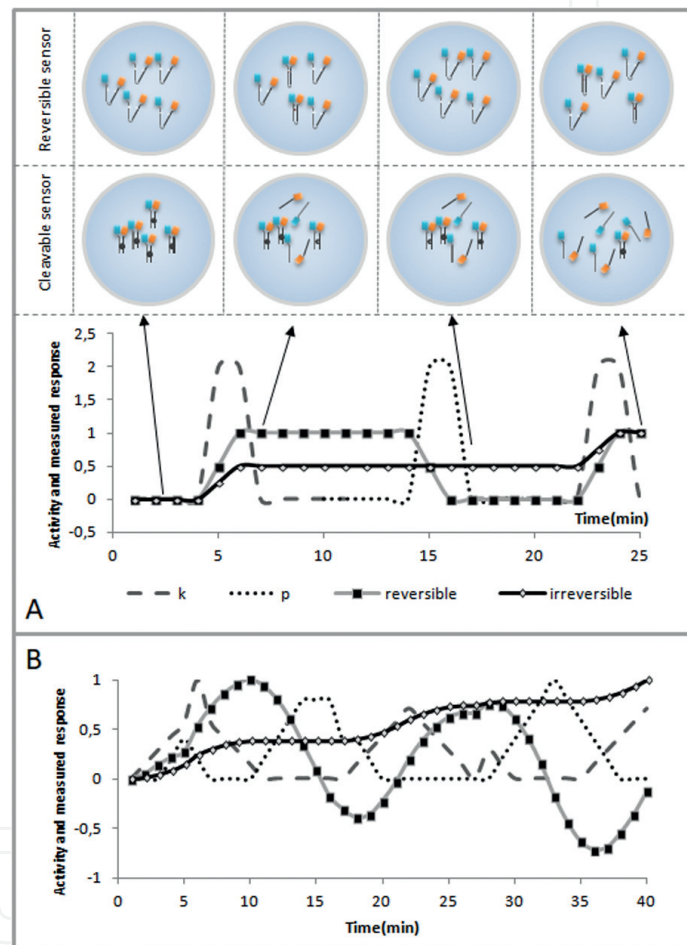 Reversible sensor
Cleavable sensor
Activity and measured response
2,5
2
1,5
1
0,5
0
-0,5
Time(min)
0 5 10 15 20 25
k p reversible irreversible
A
B
Activity and measured response
1
0,5
0
-0,5
-1
0 5 10 15 20 25 30 35 40
Time(min)